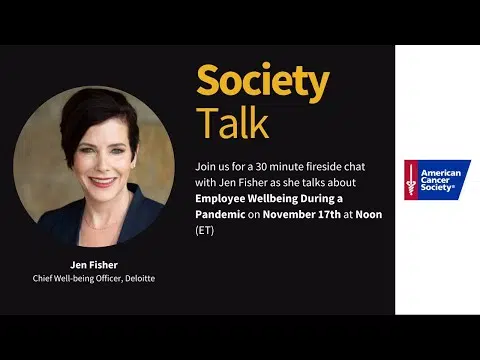 Society
Talk
Join us for a 30 minute fireside chat
with Jen Fisher as she talks about
Employee Wellbeing During a
Pandemic on November 17th at Noon
(ET)
Jen Fisher
Chief Well-being Officer, Deloitte
American
Cancer
Society®